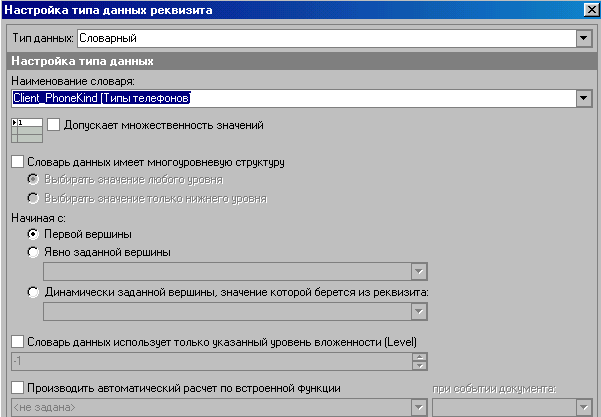 Настройка типа данных реквизита
Тип данных: Словарный
Настройка типа данных
Наименование словаря:
Client_PhoneKind [Типы телефонов]
1 Допускает множественность значений
Словарь данных имеет многоуровневую структуру
Выбирать значение любого уровня
Выбирать значение только нижнего уровня
Начиная с:
Первой вершины
Явно заданной вершины
Динамически заданной вершины, значение которой берется из реквизита:
Словарь данных использует только указанный уровень вложенности (Level)
-1
Производить автоматический расчет по встроенной функции при событии документа:
<не задана>